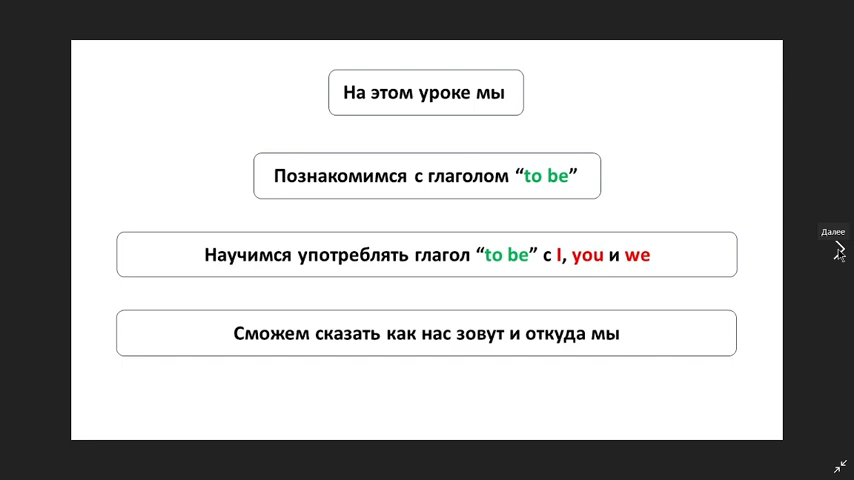 На этом уроке мы
Познакомимся с глаголом “to be”
Далее
Научимся употреблять глагол “to be” с I, you и we
Сможем сказать как нас зовут и откуда мы